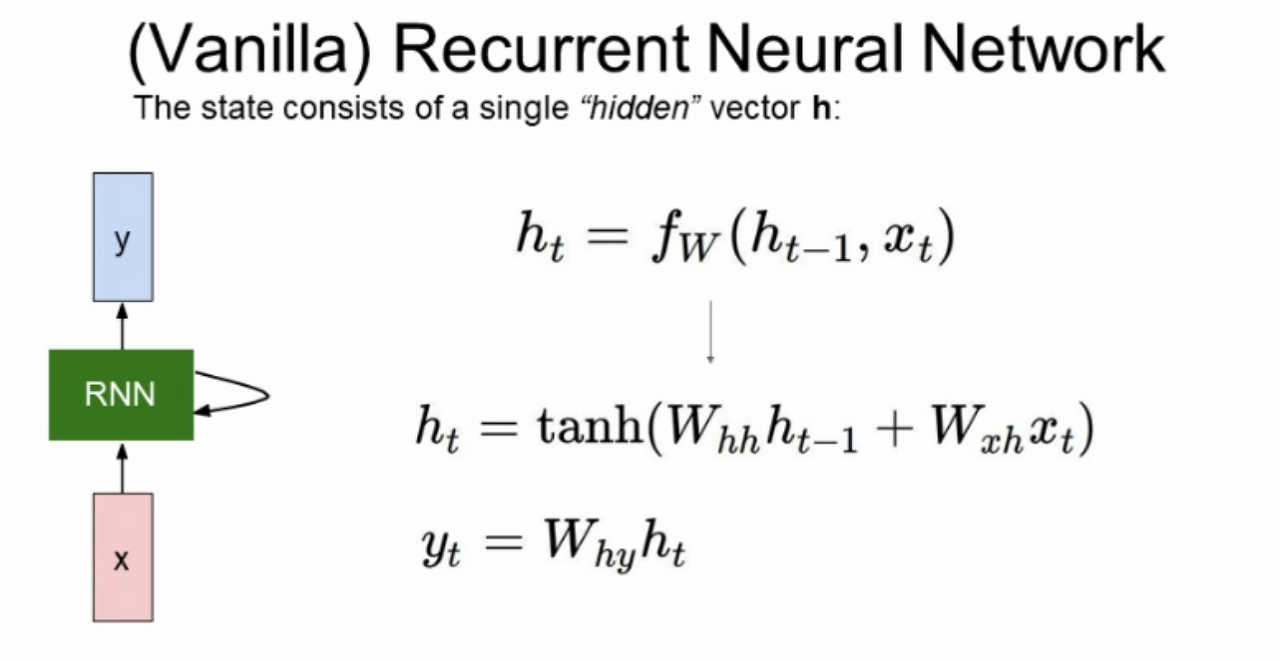 (Vanilla) Recurrent Neural Network
The state consists of a single “hidden” vector h:
y
RNN
x
h_t = f_W(h_{t-1}, x_t)
h_t = tanh(W_{hh}h_{t-1} + W_{xh}x_t)
y_t = W_{hy}h_t